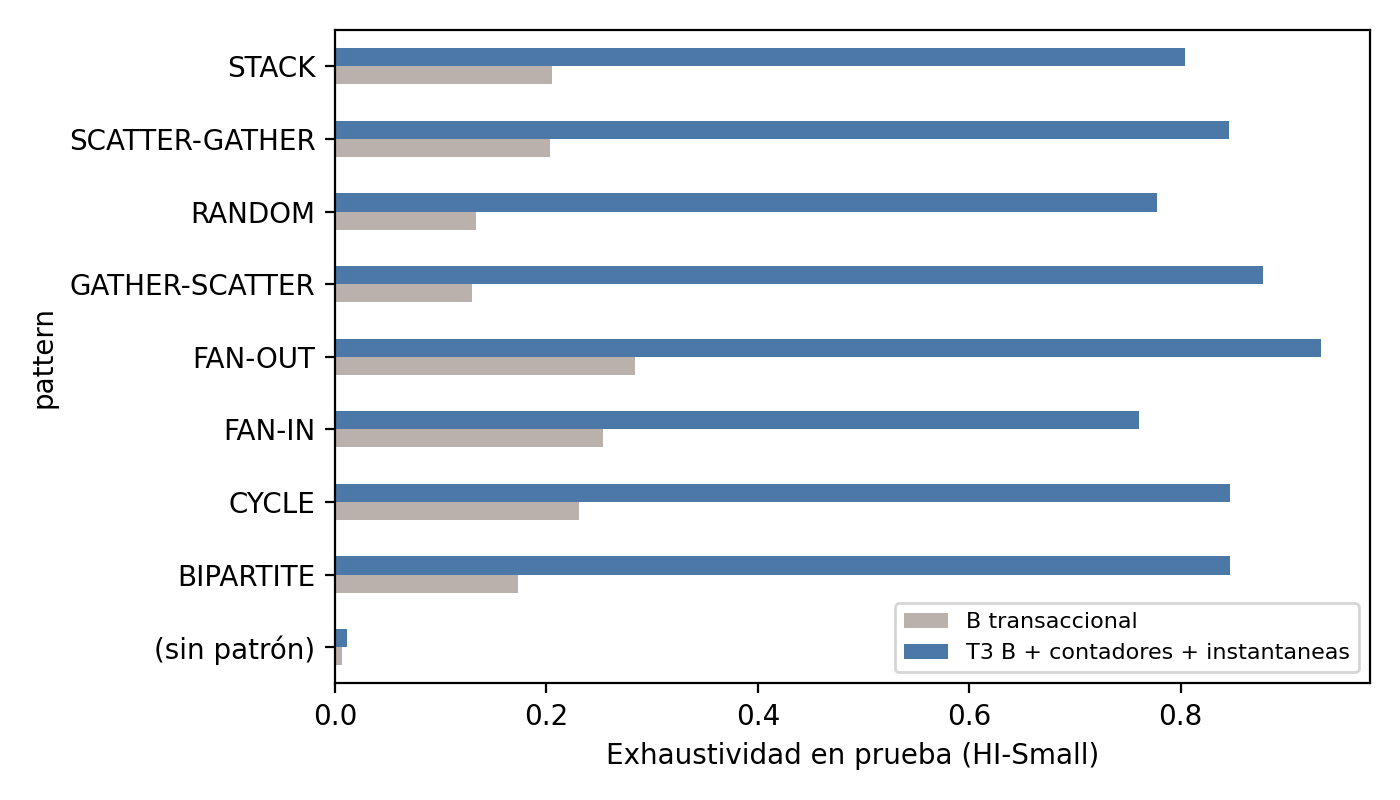 STACK
SCATTER-GATHER
RANDOM
GATHER-SCATTER
FAN-OUT
FAN-IN
CYCLE
BIPARTITE
(sin patrón)
pattern
B transaccional
T3 B + contadores + instantaneas
0.0 0.2 0.4 0.6 0.8
Exhaustividad en prueba (HI-Small)